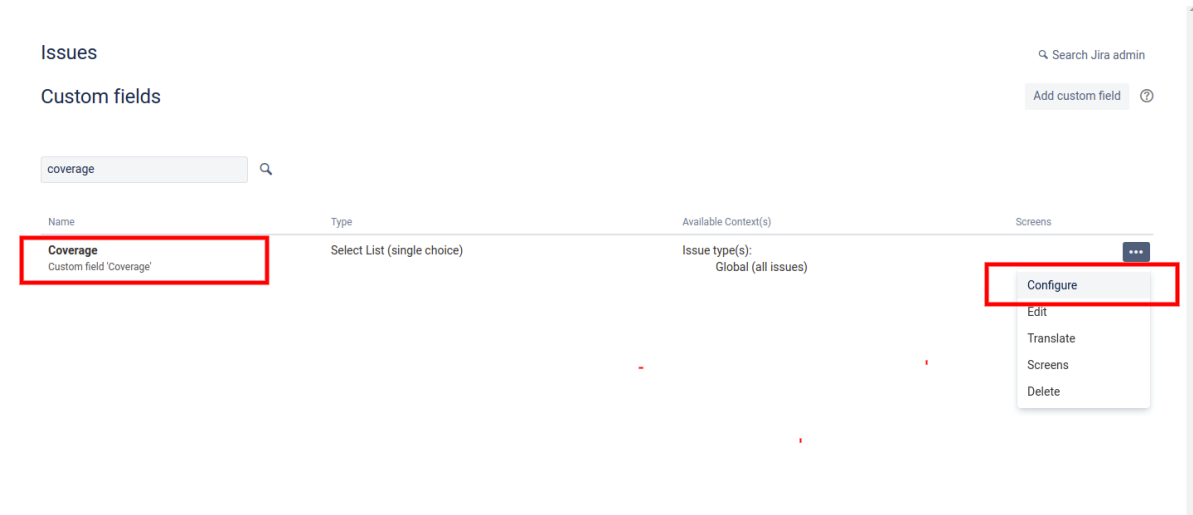 Issues
Search Jira admin
Custom fields
Add custom field
coverage
Name Type Available Context(s) Screens
Coverage Select List (single choice) Issue type(s):
Custom field 'Coverage' Global (all issues)
Configure
Edit
Translate
Screens
Delete